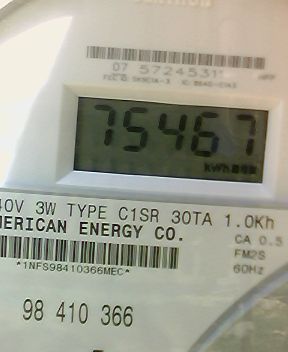 07 5724531
75467
kWh
40V 3W TYPE C1SR 30TA 1.0Kh
MERICAN ENERGY CO.
CA 0.5
FM2S
60Hz
*1NFS98410366MEC*
98 410 366